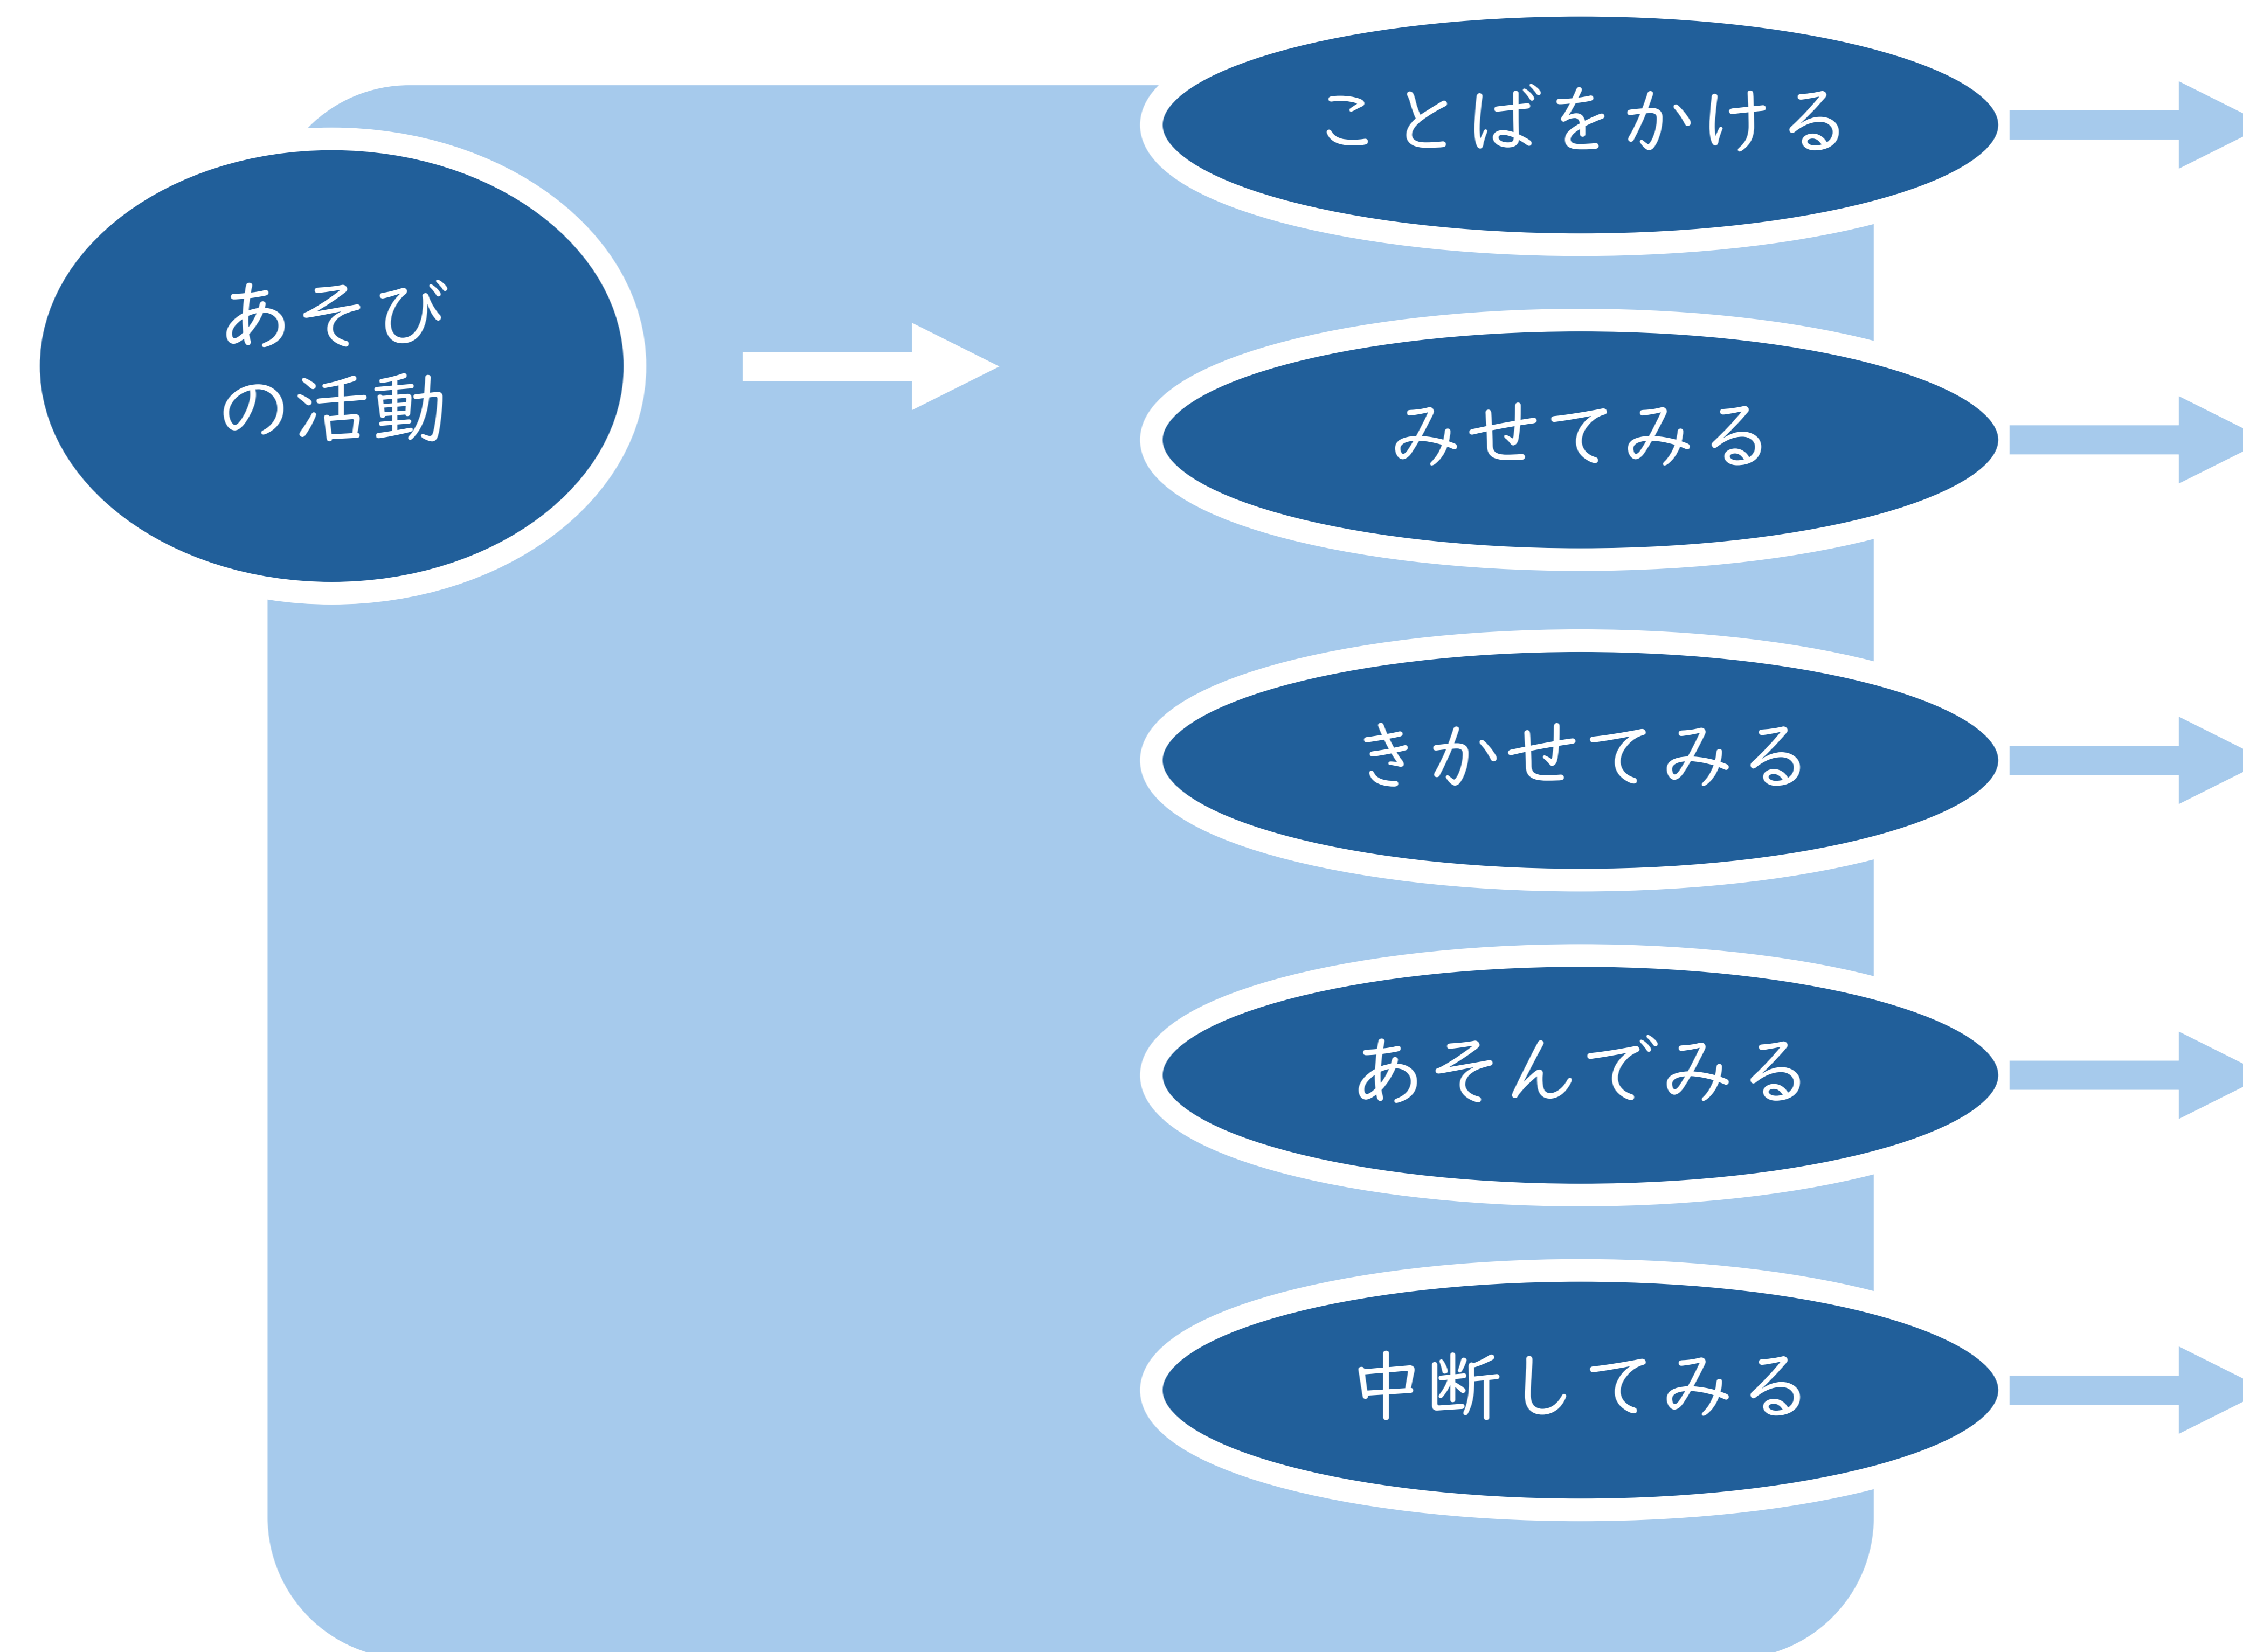 あそび
の活動
ことばをかける
みせてみる
きかせてみる
あそんでみる
中断してみる